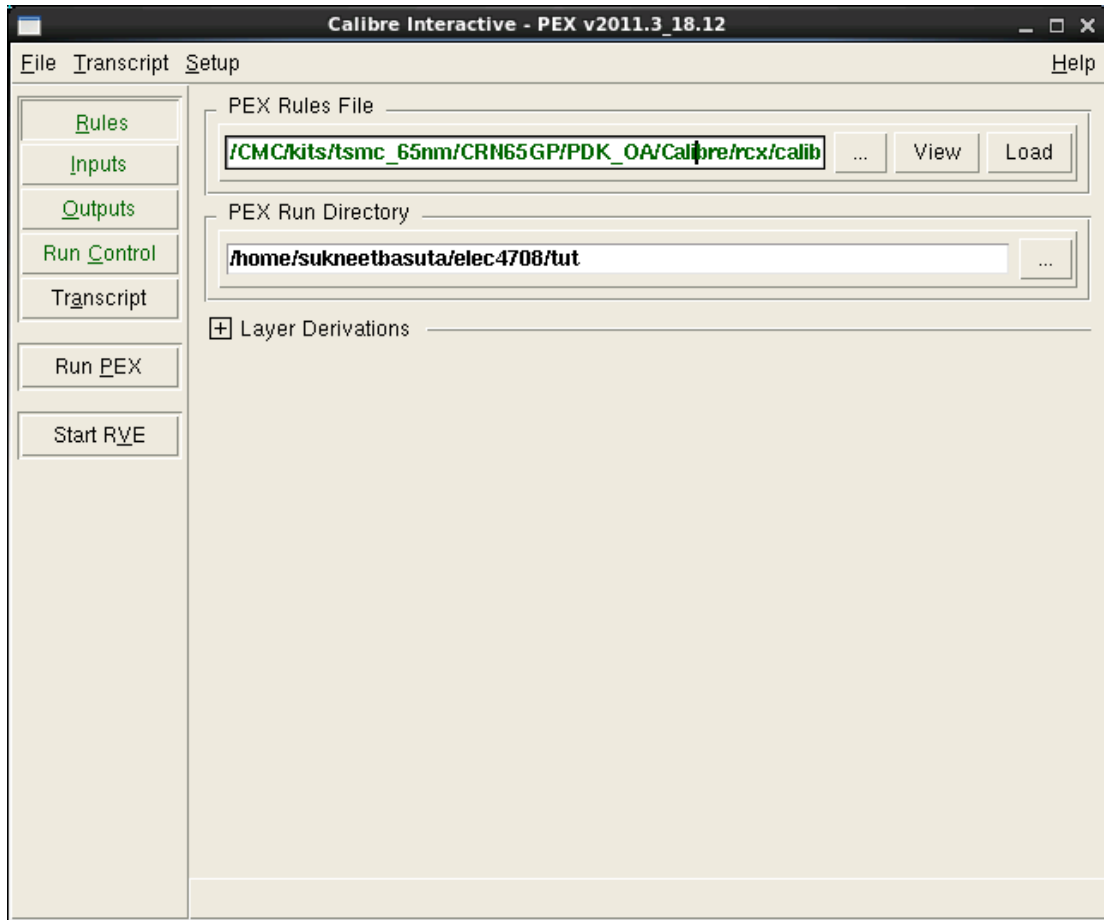 Calibre Interactive - PEX v2011.3_18.12
File Transcript Setup Help
Rules
Inputs
Outputs
Run Control
Transcript
Run PEX
Start RVE
PEX Rules File
/CMC/kits/tsmc_65nm/CRN65GP/PDK_OA/Calibre/rcx/calib ... View Load
PEX Run Directory
/home/sukneetbasuta/elec4708/tut ...
+ Layer Derivations